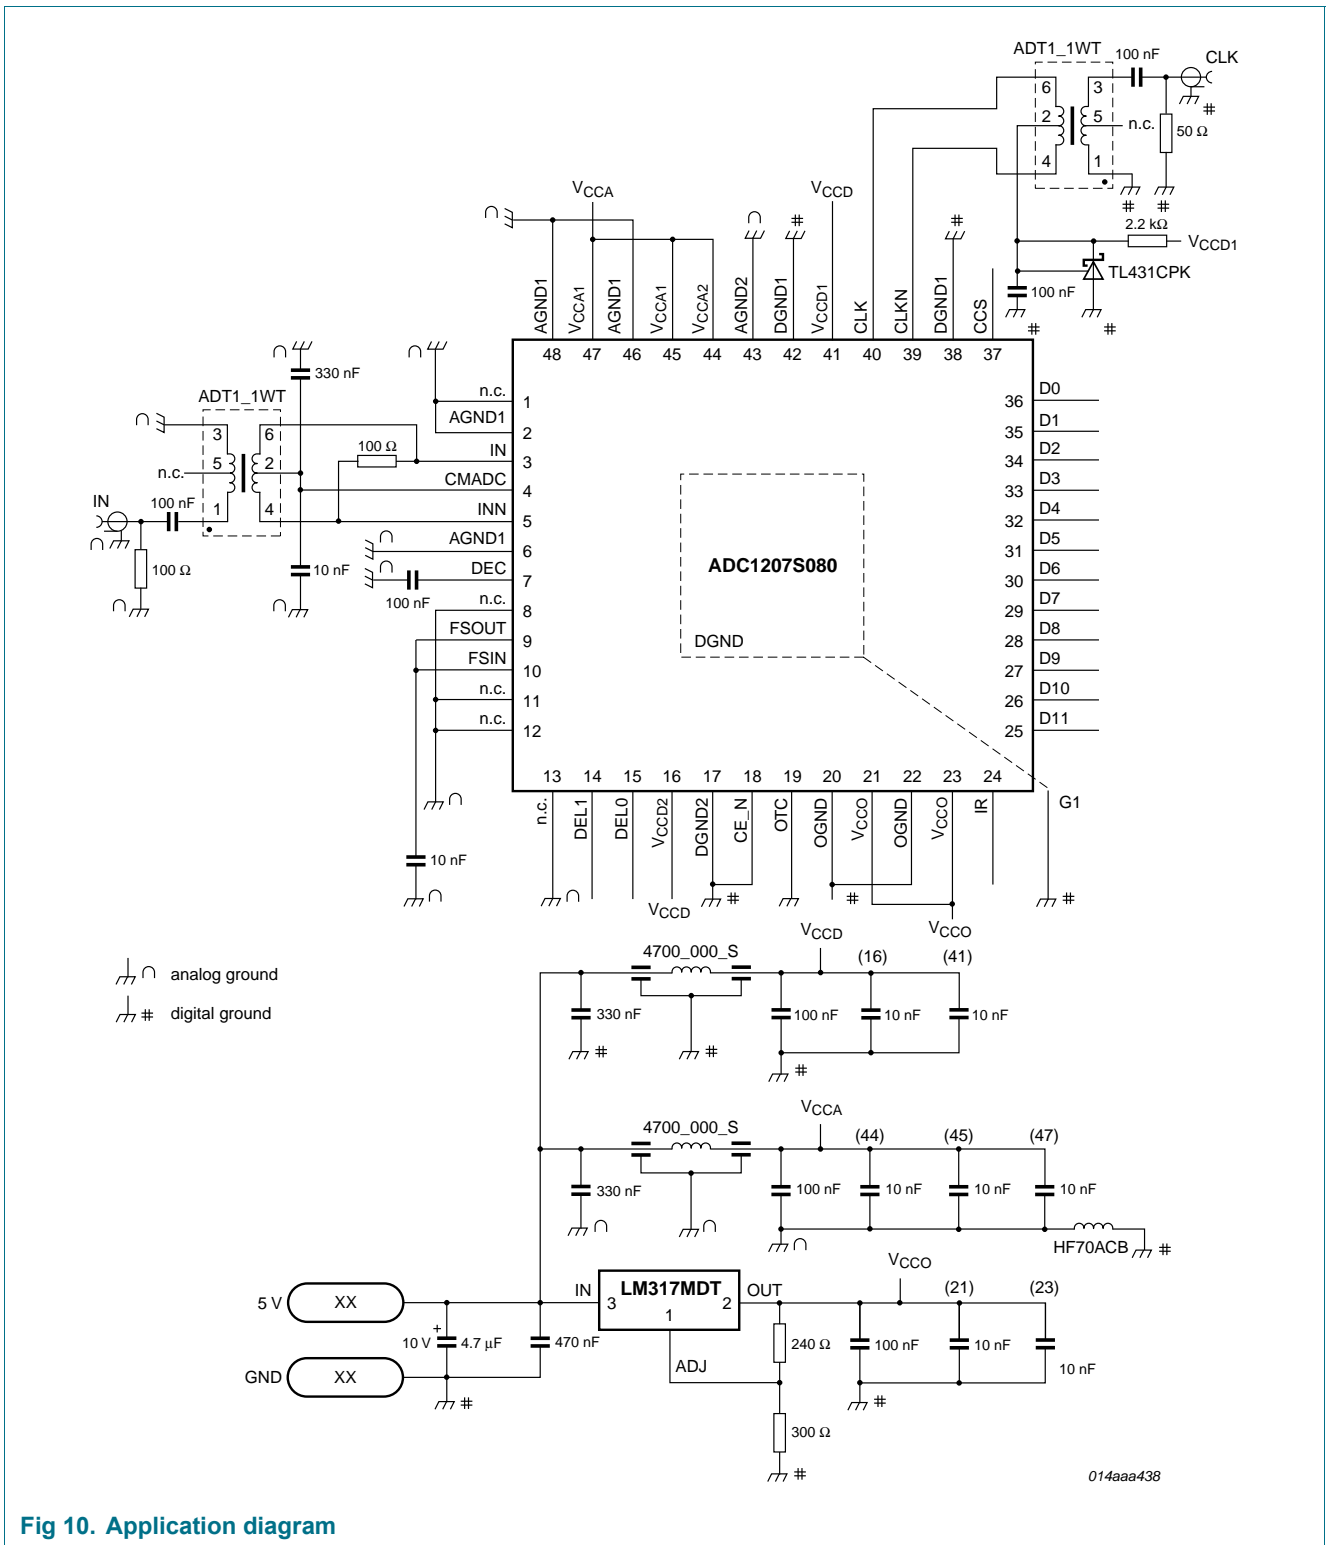 ADT1_1WT
100 nF
CLK
6
3
2
5
n.c.
50 Ω
4
1
#
#
#
2.2 kΩ
VCCD1
TL431CPK
100 nF
#
#
VCCA
VCCD
∩
∩
#
#
AGND1
VCCA1
AGND1
VCCA1
VCCA2
AGND2
DGND1
VCCD1
CLK
CLKN
DGND1
CCS
48 47 46 45 44 43 42 41 40 39 38 37
∩
330 nF
∩
ADT1_1WT
∩
3
6
5
2
n.c.
1
4
IN
100 nF
∩
100 Ω
∩
100 Ω
10 nF
∩
n.c. 1
AGND1 2
IN 3
CMADC 4
INN 5
∩
AGND1 6
∩
DEC 7
100 nF
n.c. 8
FSOUT 9
FSIN 10
n.c. 11
n.c. 12
∩
10 nF
∩
ADC1207S080
DGND
36 D0
35 D1
34 D2
33 D3
32 D4
31 D5
30 D6
29 D7
28 D8
27 D9
26 D10
25 D11
13 14 15 16 17 18 19 20 21 22 23 24
n.c.
DEL1
DEL0
VCCD2
DGND2
CE_N
OTC
OGND
VCCO
OGND
VCCO
IR
G1
∩
VCCD
#
#
VCCO
#
∩ analog ground
# digital ground
4700_000_S
VCCD
(16)
(41)
330 nF
100 nF
10 nF
10 nF
#
#
#
4700_000_S
VCCA
(44)
(45)
(47)
330 nF
100 nF
10 nF
10 nF
10 nF
∩
∩
∩
HF70ACB
#
5 V
XX
IN
3
LM317MDT
2
OUT
1
VCCO
(21)
(23)
+
10 V
4.7 µF
470 nF
ADJ
240 Ω
100 nF
10 nF
10 nF
GND
XX
#
#
300 Ω
#
014aaa438
Fig 10. Application diagram